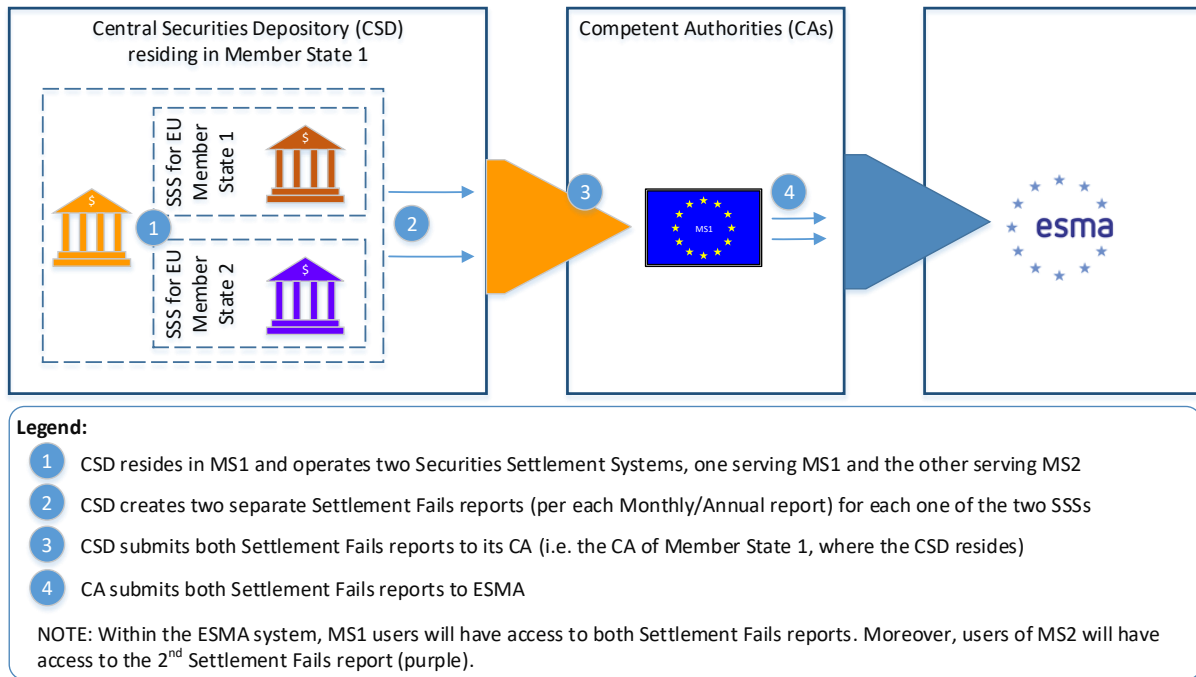 Central Securities Depository (CSD)
residing in Member State 1
Competent Authorities (CAs)
SSS for EU
Member
State 1
$
$
1
SSS for EU
Member
State 2
$
2
3
MS1
4
esma
Legend:
1 CSD resides in MS1 and operates two Securities Settlement Systems, one serving MS1 and the other serving MS2
2 CSD creates two separate Settlement Fails reports (per each Monthly/Annual report) for each one of the two SSSs
3 CSD submits both Settlement Fails reports to its CA (i.e. the CA of Member State 1, where the CSD resides)
4 CA submits both Settlement Fails reports to ESMA
NOTE: Within the ESMA system, MS1 users will have access to both Settlement Fails reports. Moreover, users of MS2 will have
access to the 2nd Settlement Fails report (purple).